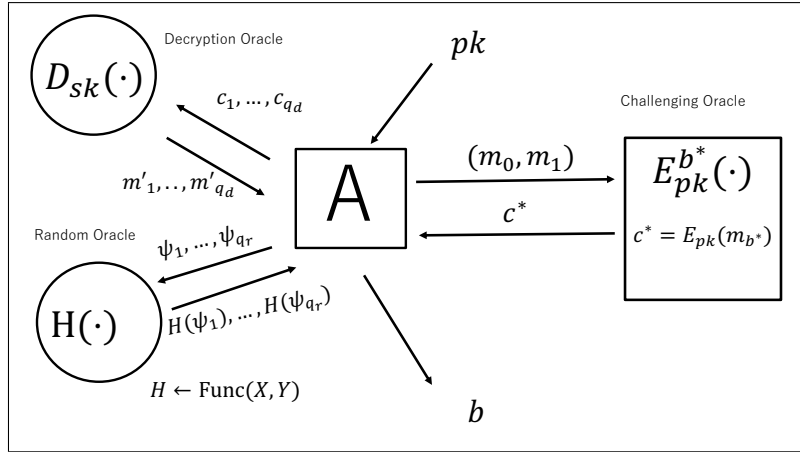 Decryption Oracle
D_{sk}(·)
c_1, …, c_{q_d}
m'_1, .., m'_{q_d}
pk
Challenging Oracle
A
(m_0, m_1)
E_{pk}^{b*}(·)
c*
c* = E_{pk}(m_{b*})
Random Oracle
ψ_1, …, ψ_{q_r}
H(·)
H(ψ_1), …, H(ψ_{q_r})
H ← Func(X, Y)
b